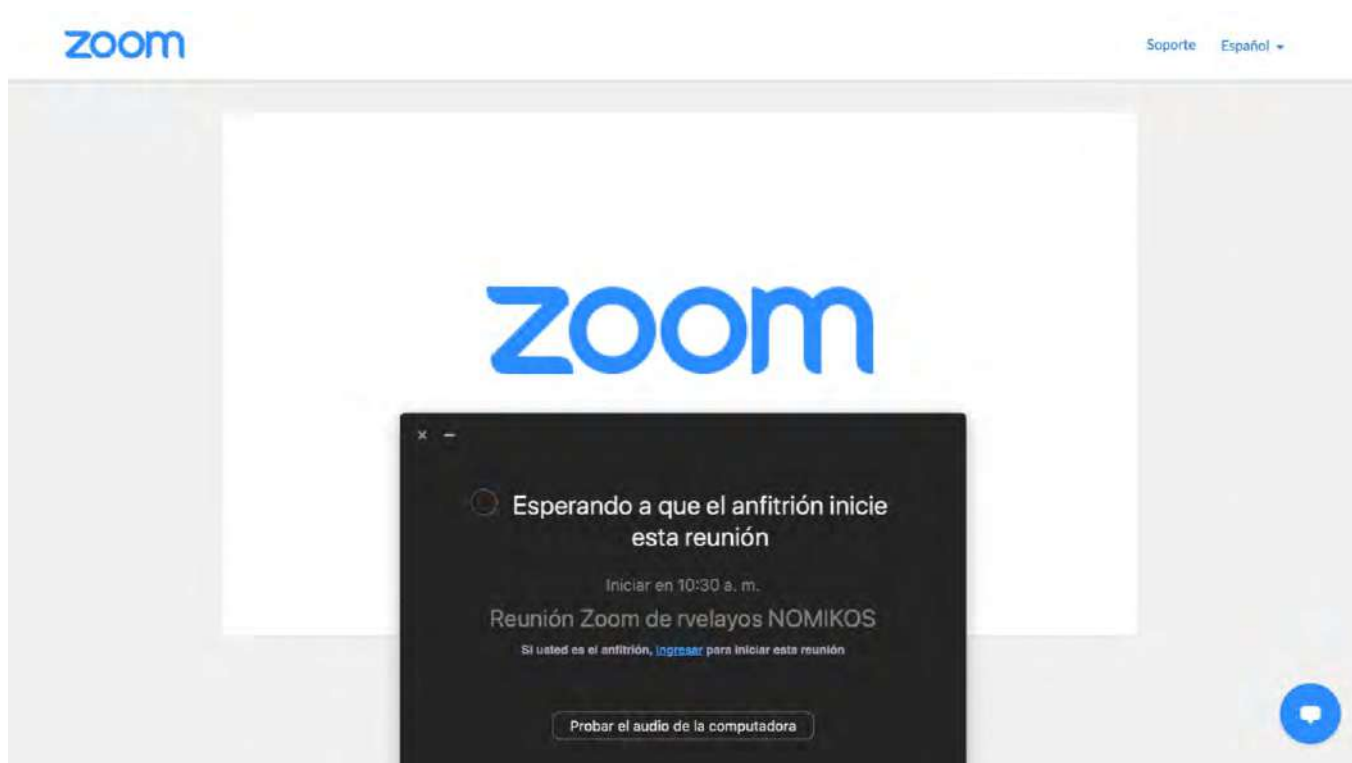 zoom
Soporte Español
zoom
Esperando a que el anfitrión inicie
esta reunión
Iniciar en 10:30 a. m.
Reunión Zoom de rvelayos NOMIKOS
Si usted es el anfitrión, ingresar para iniciar esta reunión
Probar el audio de la computadora